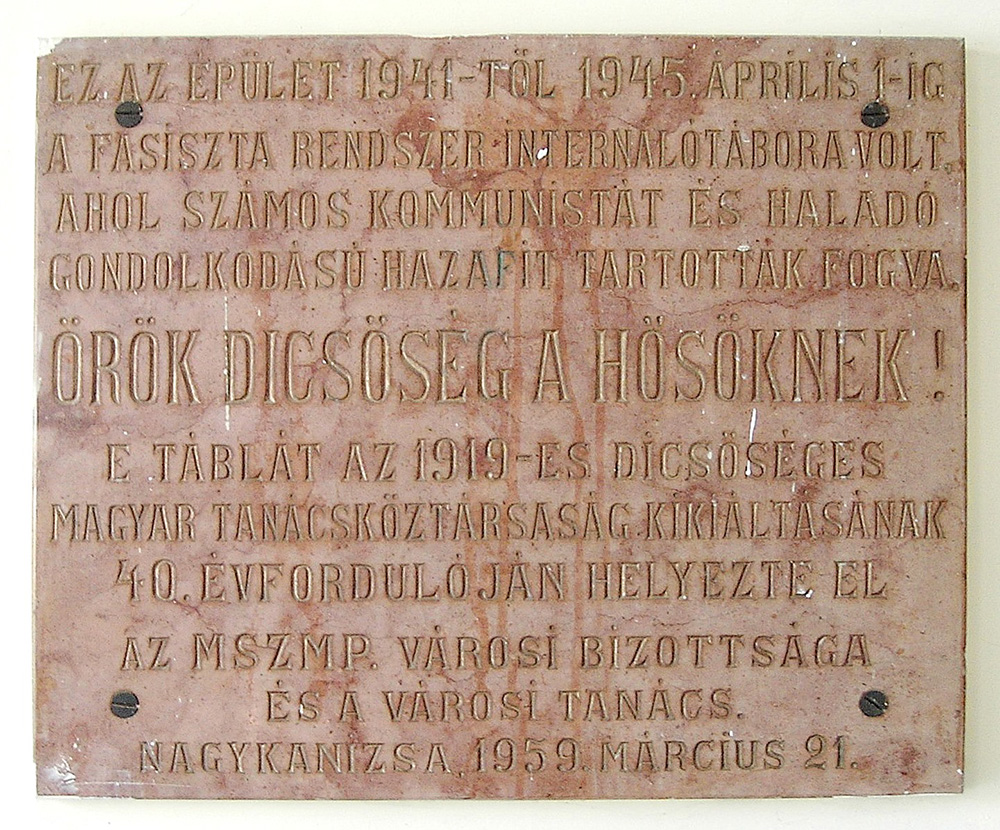 EZ AZ ÉPÜLET 1941-TŐL 1945. ÁPRILIS 1-IG
A FASISZTA RENDSZER INTERNÁLÓTÁBORA VOLT,
AHOL SZÁMOS KOMMUNISTÁT ÉS HALADÓ
GONDOLKODÁSÚ HAZAFIT TARTOTTAK FOGVA.
ÖRÖK DICSŐSÉG A HŐSÖKNEK!
E TÁBLÁT AZ 1919-ES DICSŐSÉGES
MAGYAR TANÁCSKÖZTÁRSASÁG KIKIÁLTÁSÁNAK
40. ÉVFORDULÓJÁN HELYEZTE EL
AZ MSZMP. VÁROSI BIZOTTSÁGA
ÉS A VÁROSI TANÁCS.
NAGYKANIZSA, 1959. MÁRCIUS 21.